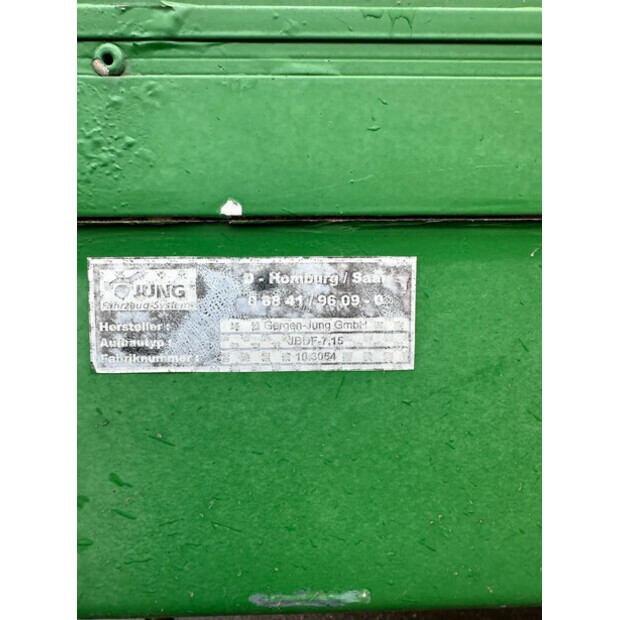 JUNG
Fahrzeug-Systeme
D - Homburg / Saar
0 68 41 / 96 09 - 0
Hersteller : Gergen-Jung GmbH
Aufbautyp : JBDF-7.15
Fabriknummer : 10.3054